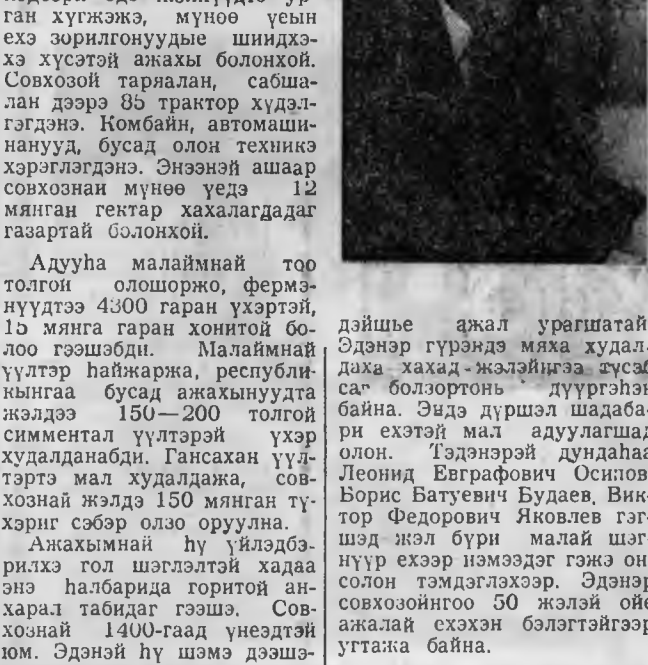 ган хүгжэжэ, мүнөө үеын
ехэ зорилгонуудые шиидхэ-
хэ хүсэтэй ажахы болонхой.
Совхозой таряалан, сабша-
лан дээрэ 85 трактор хүдэл-
гэгдэнэ. Комбайн, автомаши-
нанууд, бусад олон техникэ
хэрэглэгдэнэ. Энээнэй ашаар
совхознай мүнөө үедэ 12
мянган гектар хахалагдадаг
газартай болонхой.
Адууһа малаймнай тоо
толгой олошоржо, фермэ-
нүүдтээ 4300 гаран үхэртэй,
15 мянга гаран хонитой бо-
лоо гээшэбди. Малаймнай
үүлтэр һайжаржа, республи-
кынгаа бусад ажахынуудта
жэлдээ 150—200 толгой
симментал үүлтэрэй үхэр
худалданабди. Гансахан үүл-
тэртэ мал худалдажа, сов-
хознай жэлдэ 150 мянган тү-
хэриг сэбэр олзо оруулна.
Ажахымнай һү үйлэдбэ-
рилхэ гол шэглэлтэй хадаа
энэ һалбарида горитой ан-
харал табидаг гээшэ. Сов-
хознай 1400-гаад үнеэдтэй
юм. Эдэнэй һү шэмэ дээшэ-
дэйшье ажал урагшатай.
Эдэнэр гүрэндэ мяха худал-
даха хахад-жэлэйнгээ түсэб
саг болзортонь дүүргэһэн
байна. Эндэ дүршэл шадаба-
ри ехэтэй мал адуулагшад
олон. Тэдэнэрэй дундаһаа
Леонид Евграфович Осипов,
Борис Батуевич Будаев, Вик-
тор Федорович Яковлев гэг-
шэд жэл бүри малай шэг-
нүүр ехээр нэмээдэг гэжэ он-
солон тэмдэглэхээр. Эдэнэр
совхозойнгоо 50 жэлэй ойе
ажалай ехэхэн бэлэгтэйгээр
угтажа байна.